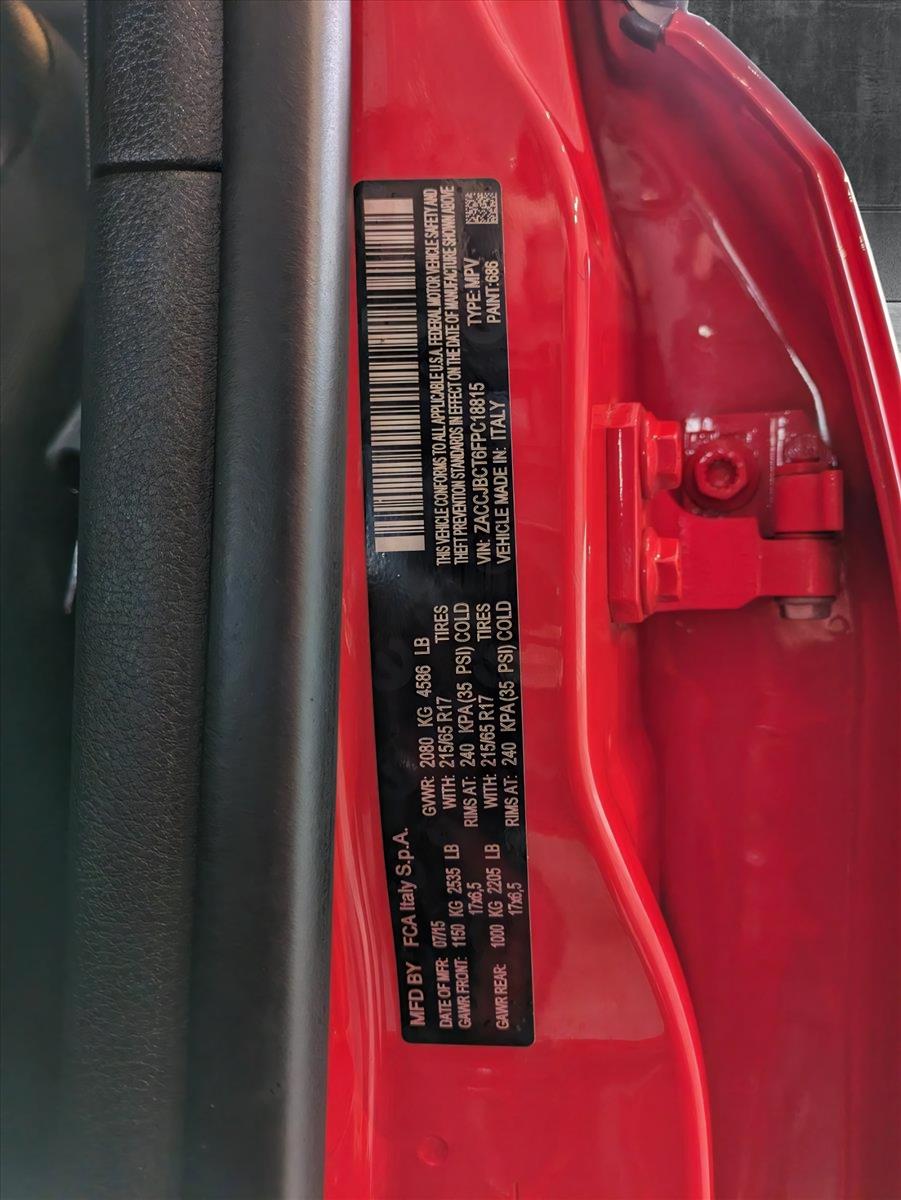 MFD BY FCA Italy S.p.A.
DATE OF MFR: 07/15 GVWR: 2080 KG 4586 LB
GAWR FRONT: 1150 KG 2535 LB WITH: 215/65 R17 TIRES
17x6,5 RIMS AT: 240 KPA (35 PSI) COLD
GAWR REAR: 1000 KG 2205 LB WITH: 215/65 R17 TIRES
17x6,5 RIMS AT: 240 KPA (35 PSI) COLD
THIS VEHICLE CONFORMS TO ALL APPLICABLE U.S.A. FEDERAL MOTOR VEHICLE SAFETY AND
THEFT PREVENTION STANDARDS IN EFFECT ON THE DATE OF MANUFACTURE SHOWN ABOVE
VIN: ZACCJBCT6FPC18815 TYPE: MPV
VEHICLE MADE IN: ITALY PAINT: 686